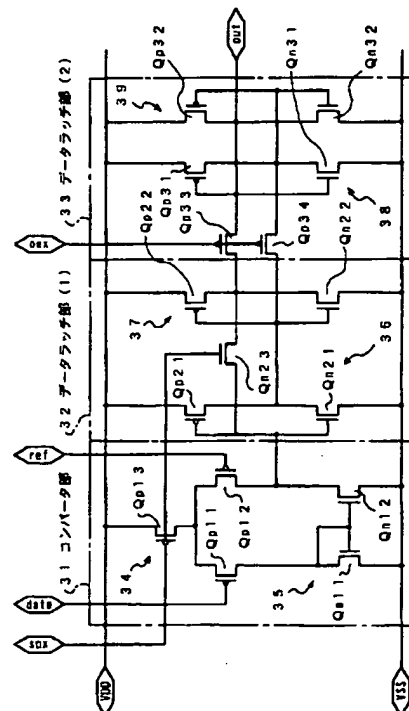 sox
data
ref
oex
31 コンバータ部
32 データラッチ部(1)
33 データラッチ部(2)
VDD
34
Qp13
Qp11
Qp12
Qp21
37
Qp22
Qp31
Qp33
39
Qp32
out
Qn23
Qp34
35
Qn11
Qn12
Qn21
36
Qn22
38
Qn31
Qn32
VSS